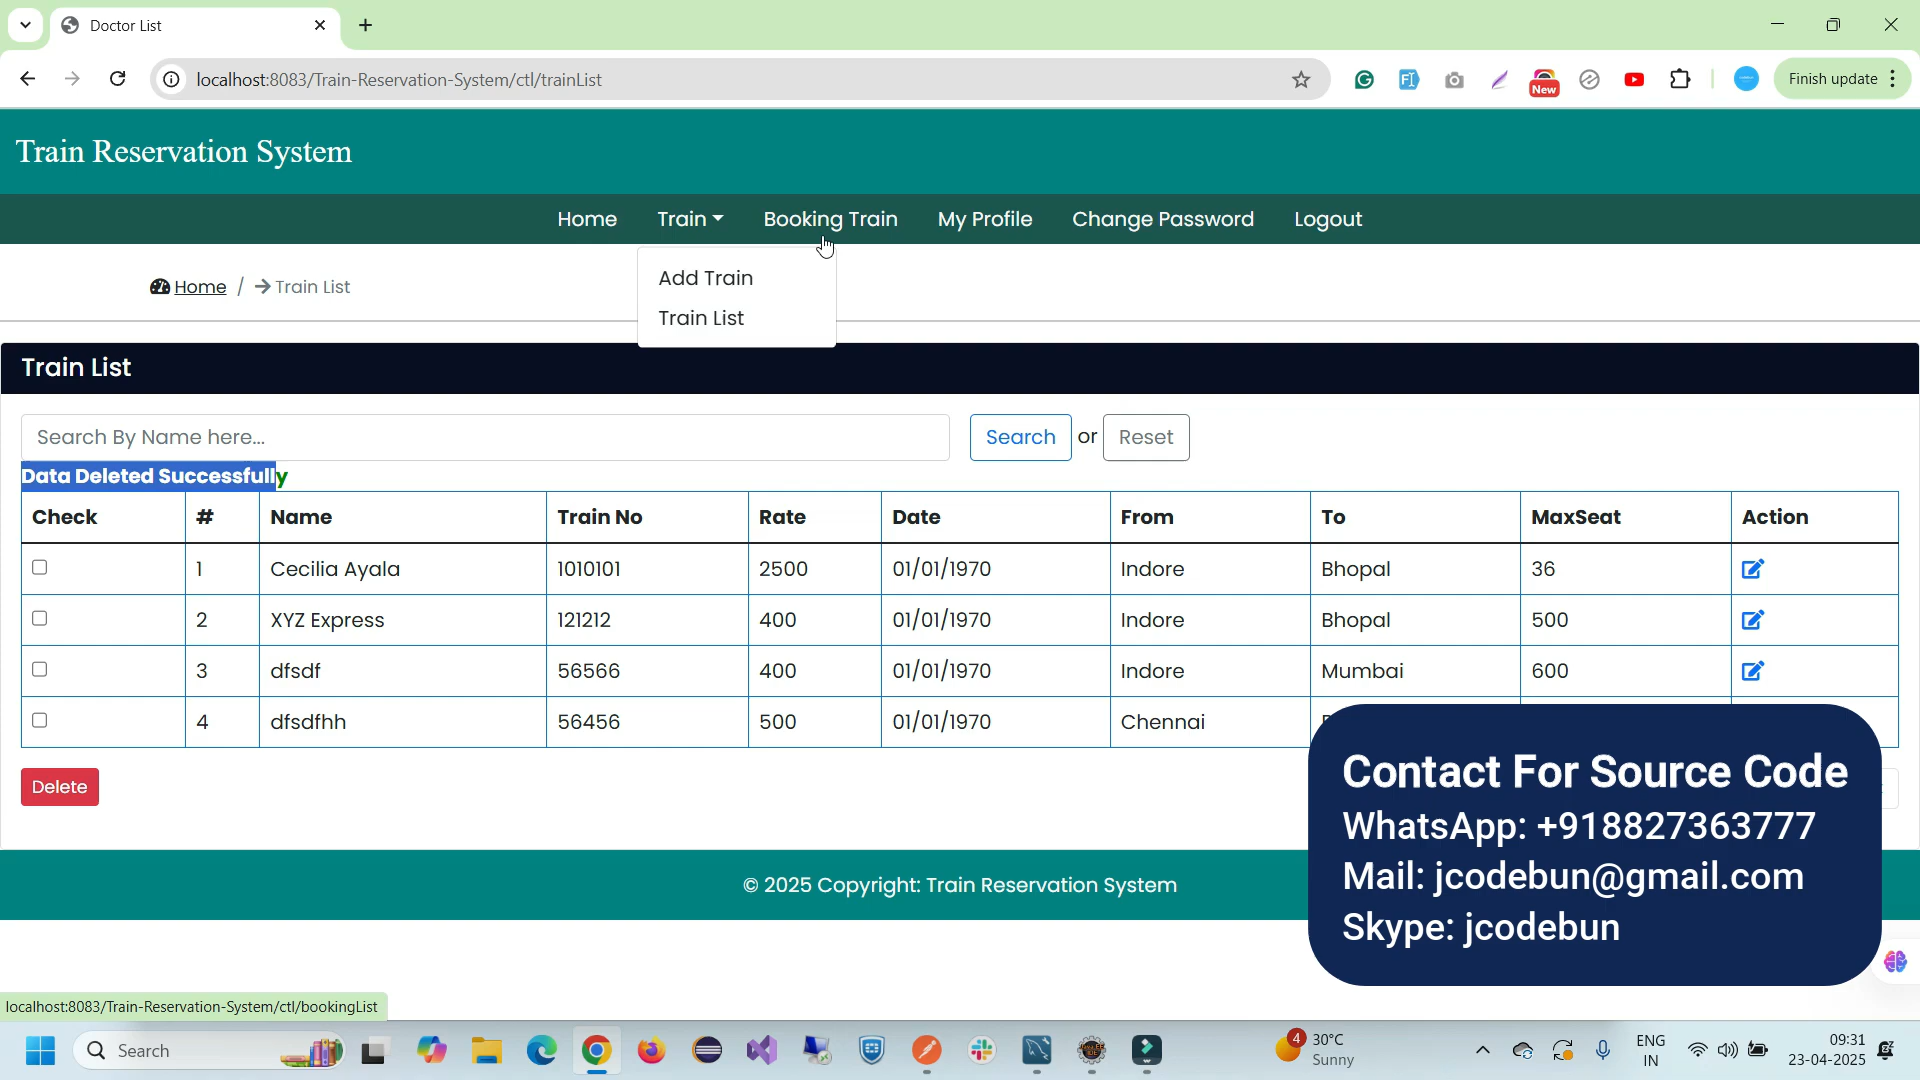 Doctor List
localhost:8083/Train-Reservation-System/ctl/trainList
New
Finish update
Train Reservation System
Home Train Booking Train My Profile Change Password Logout
Add Train
Train List
Home / Train List
Train List
Search By Name here...
Search or Reset
Data Deleted Successfully
Check # Name Train No Rate Date From To MaxSeat Action
1 Cecilia Ayala 1010101 2500 01/01/1970 Indore Bhopal 36
2 XYZ Express 121212 400 01/01/1970 Indore Bhopal 500
3 dfsdf 56566 400 01/01/1970 Indore Mumbai 600
4 dfsdfhh 56456 500 01/01/1970 Chennai
Delete
Contact For Source Code
WhatsApp: +918827363777
Mail: jcodebun@gmail.com
Skype: jcodebun
© 2025 Copyright: Train Reservation System
localhost:8083/Train-Reservation-System/ctl/bookingList
Search
4
30°C
Sunny
ENG
IN
09:31
23-04-2025